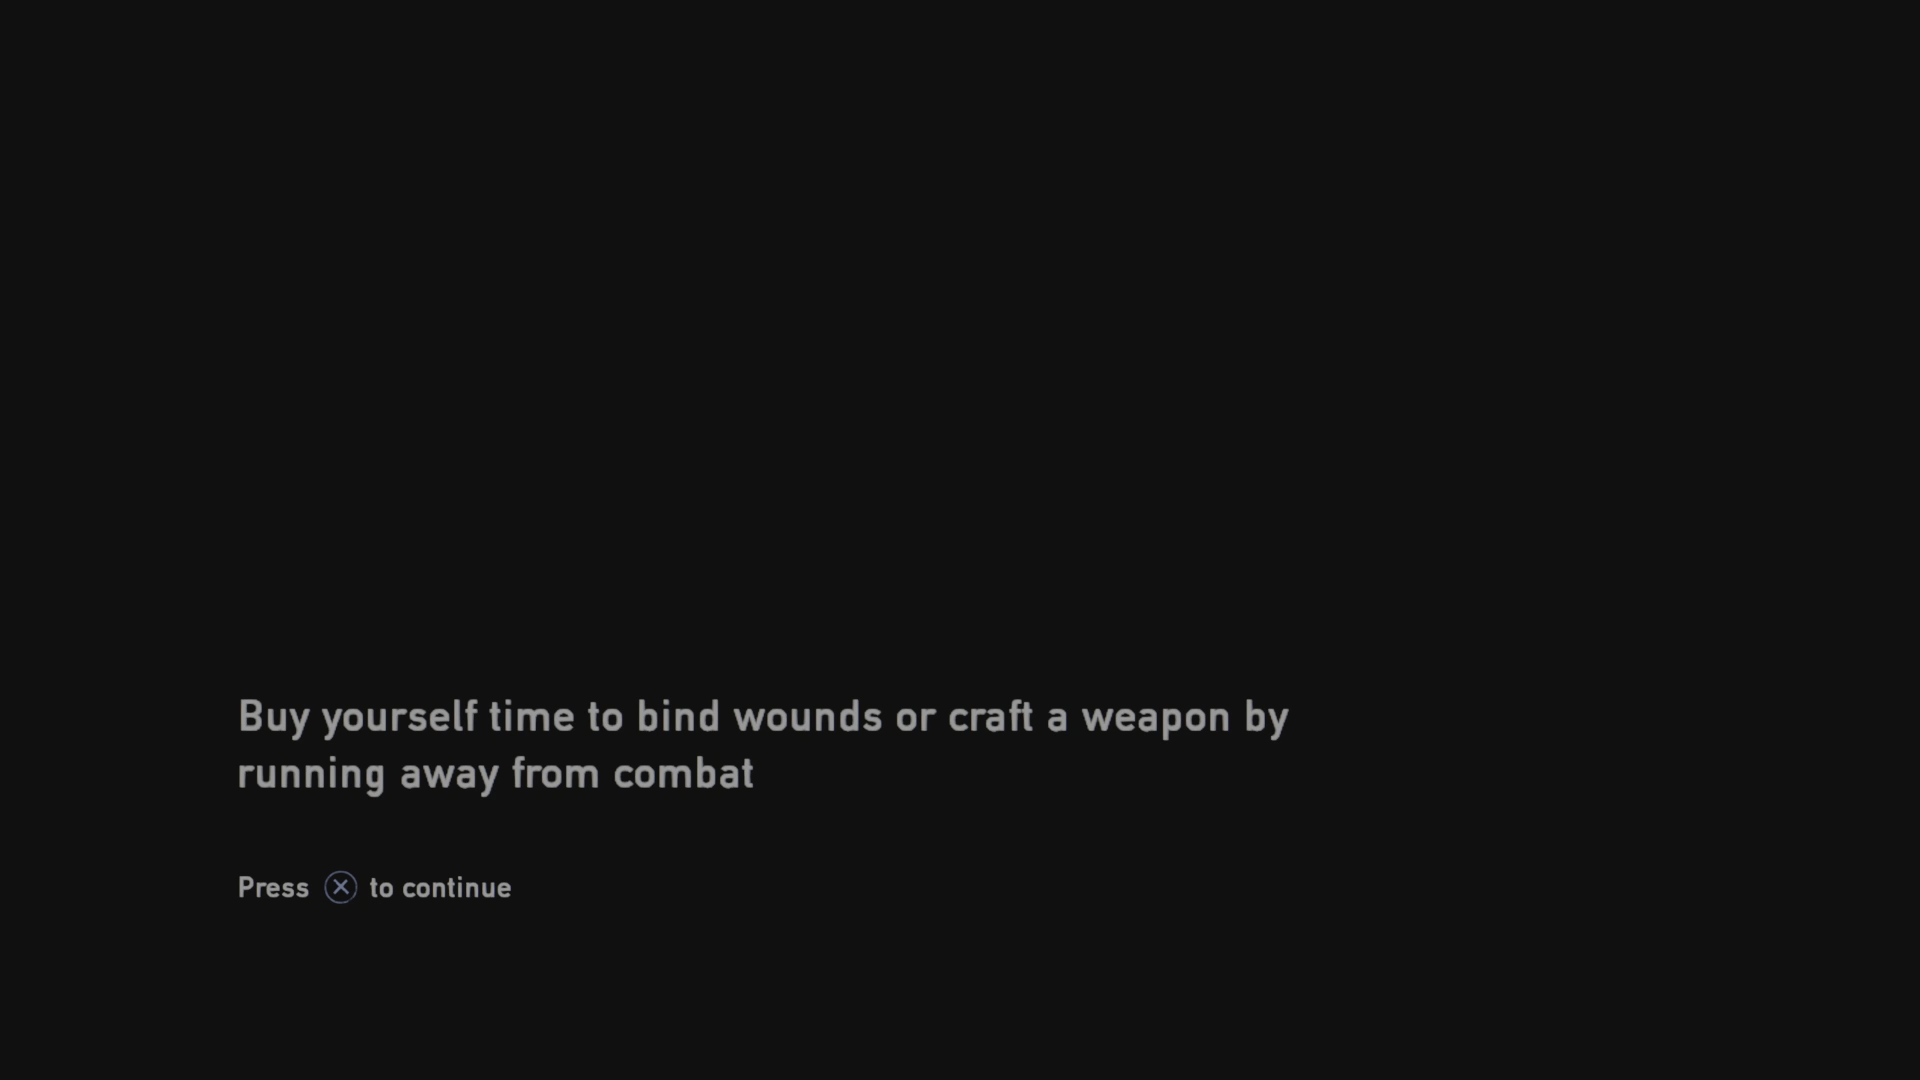 Buy yourself time to bind wounds or craft a weapon by
running away from combat
Press ⓧ to continue